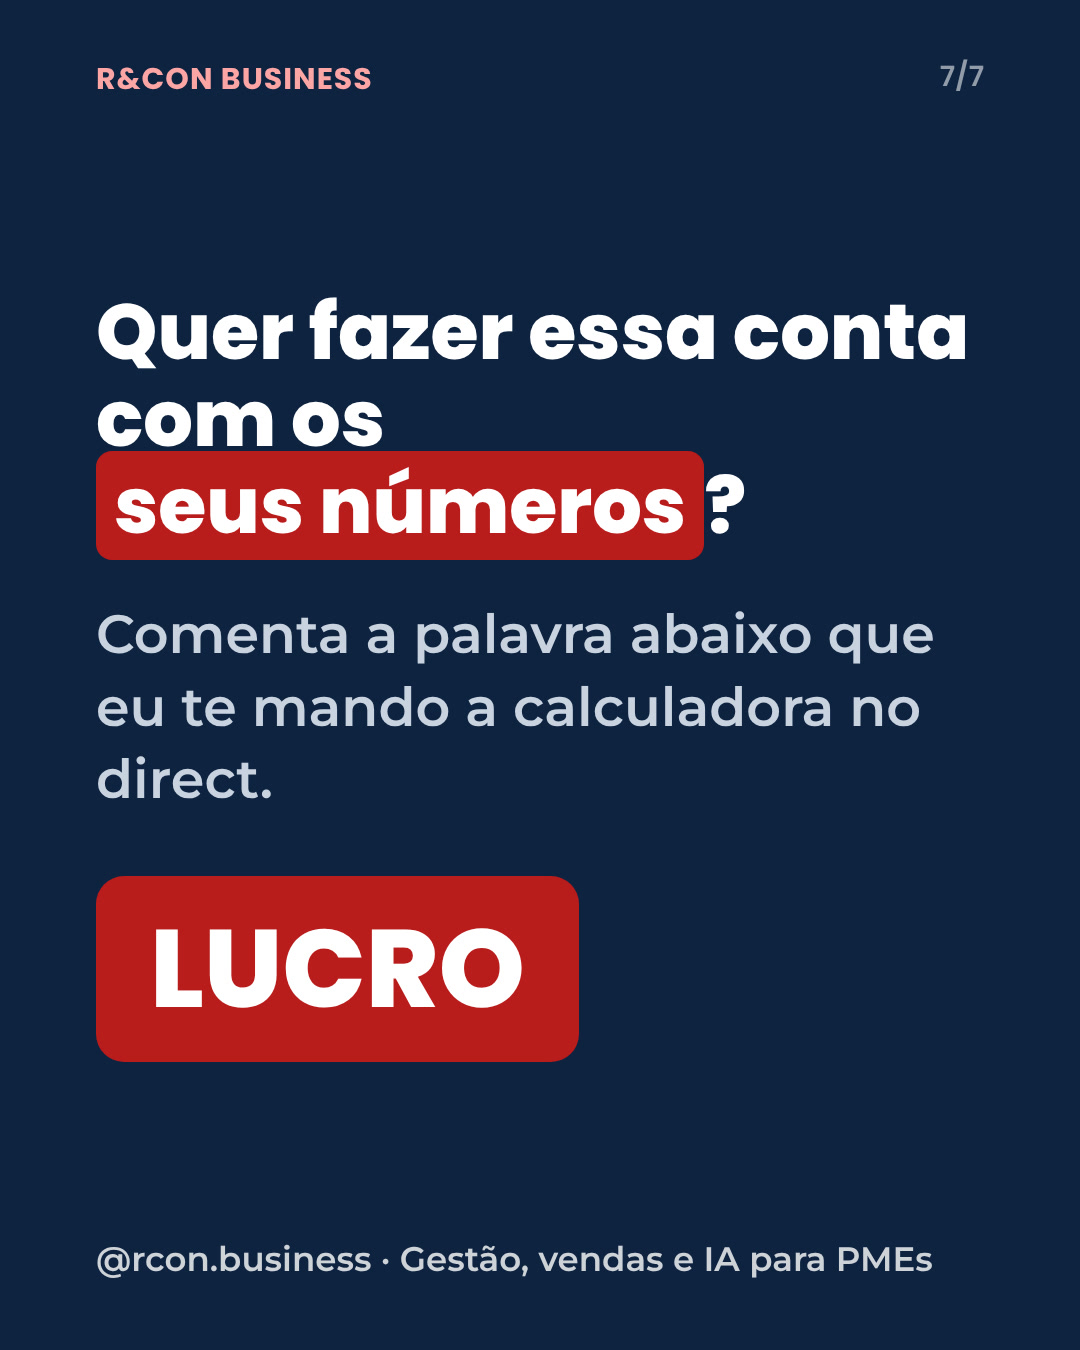 R&CON BUSINESS
7/7
Quer fazer essa conta
com os
seus números?
Comenta a palavra abaixo que
eu te mando a calculadora no
direct.
LUCRO
@rcon.business · Gestão, vendas e IA para PMEs